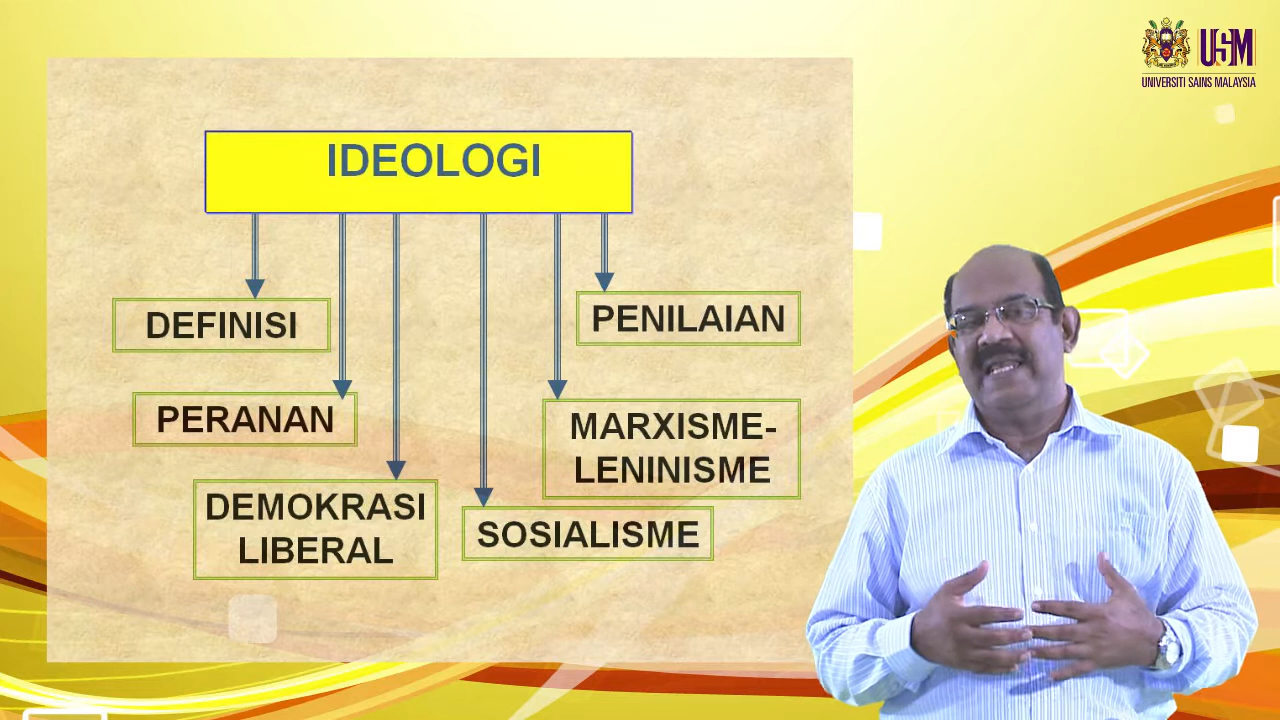 USM
UNIVERSITI SAINS MALAYSIA
IDEOLOGI
DEFINISI
PENILAIAN
PERANAN
MARXISME-
LENINISME
DEMOKRASI
LIBERAL
SOSIALISME